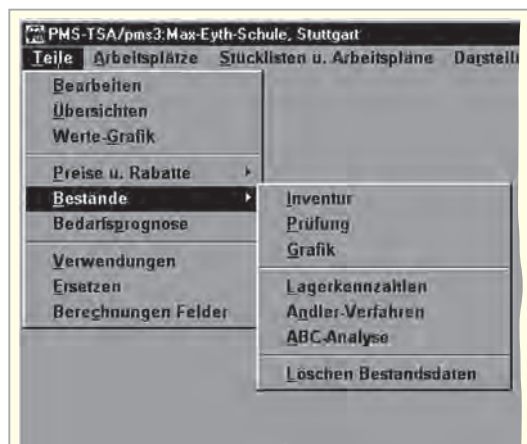 PMS-TSA/pms3:Max-Eyth-Schule, Stuttgart
Teile Arbeitsplätze Stücklisten u. Arbeitspläne Darstell
Bearbeiten
Übersichten
Werte-Grafik
Preise u. Rabatte
Bestände
Bedarfsprognose
Verwendungen
Ersetzen
Berechnungen Felder
Inventur
Prüfung
Grafik
Lagerkennzahlen
Andler-Verfahren
ABC-Analyse
Löschen Bestandsdaten